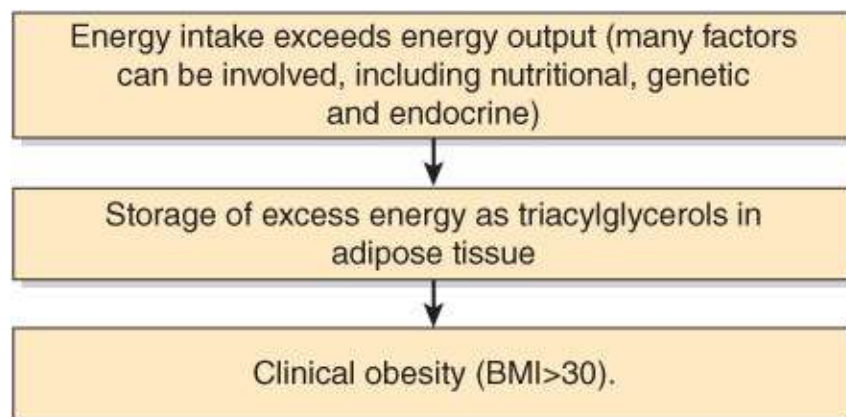 Energy intake exceeds energy output (many factors
can be involved, including nutritional, genetic
and endocrine)
Storage of excess energy as triacylglycerols in
adipose tissue
Clinical obesity (BMI>30).